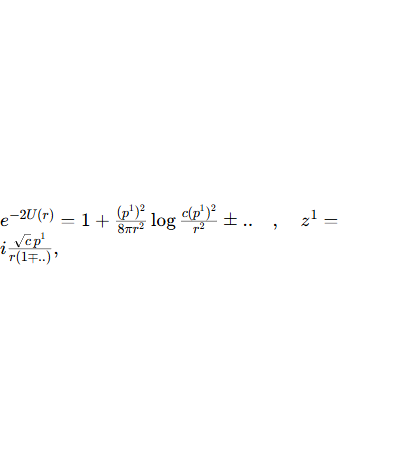 $e^{-2U(r)} = 1 + \frac{(p^1)^2}{8\pi r^2} \log \frac{c(p^1)^2}{r^2} \pm .. \quad , \quad z^1 =$
$i\frac{\sqrt{c}p^1}{r(1\mp..)},$